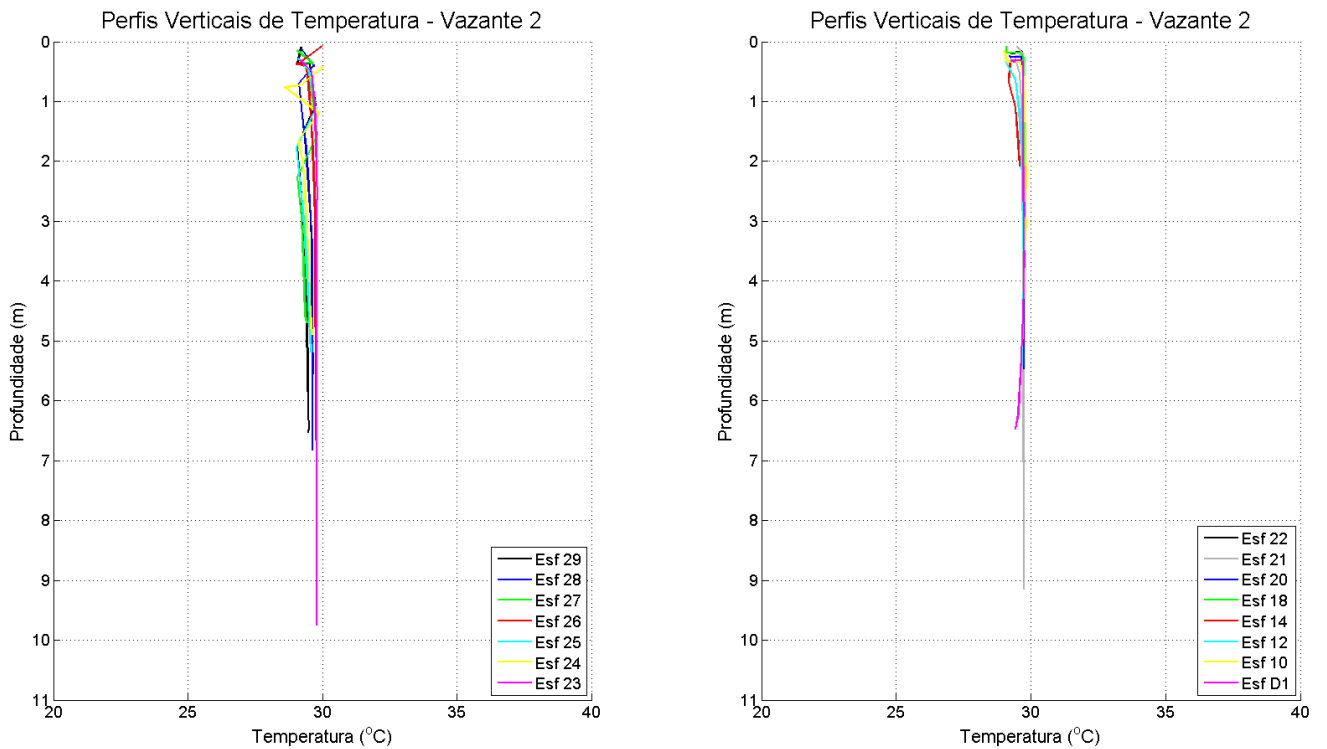 Perfis Verticais de Temperatura - Vazante 2
0
1
2
3
4
5
6
7
8
9
10
11
20
25
30
35
40
Profundidade (m)
Temperatura (°C)
Esf 29
Esf 28
Esf 27
Esf 26
Esf 25
Esf 24
Esf 23
Perfis Verticais de Temperatura - Vazante 2
0
1
2
3
4
5
6
7
8
9
10
11
20
25
30
35
40
Profundidade (m)
Temperatura (°C)
Esf 22
Esf 21
Esf 20
Esf 18
Esf 14
Esf 12
Esf 10
Esf D1